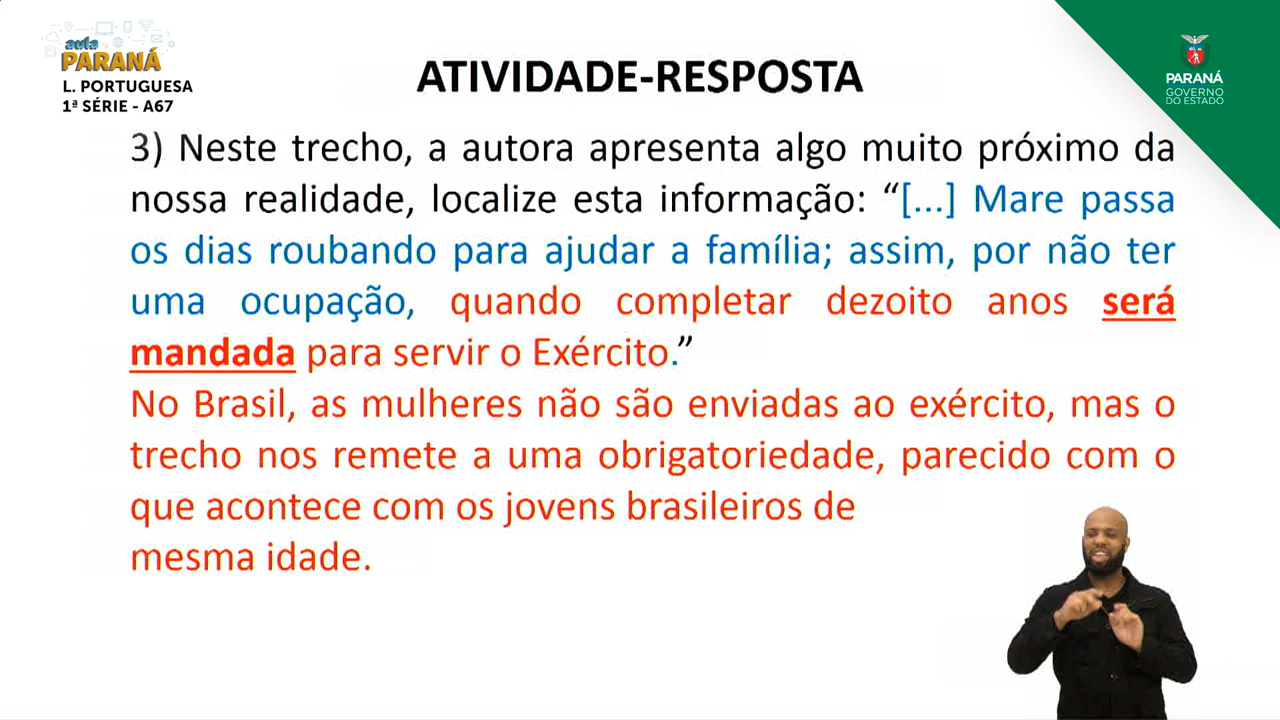 aula
PARANÁ
L. PORTUGUESA
1ª SÉRIE - A67
ATIVIDADE-RESPOSTA
PARANÁ
GOVERNO
DO ESTADO
3) Neste trecho, a autora apresenta algo muito próximo da
nossa realidade, localize esta informação: “[...] Mare passa
os dias roubando para ajudar a família; assim, por não ter
uma ocupação, quando completar dezoito anos será
mandada para servir o Exército.”
No Brasil, as mulheres não são enviadas ao exército, mas o
trecho nos remete a uma obrigatoriedade, parecido com o
que acontece com os jovens brasileiros de
mesma idade.